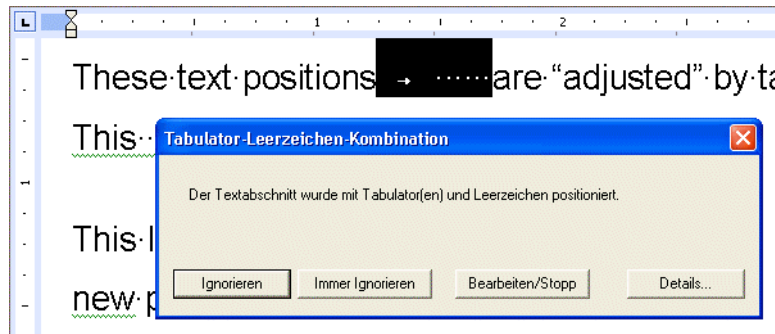 1 2
These text positions are “adjusted” by
This
Tabulator-Leerzeichen-Kombination
Der Textabschnitt wurde mit Tabulator(en) und Leerzeichen positioniert.
This
1
new
Ignorieren Immer Ignorieren Bearbeiten/Stopp Details...